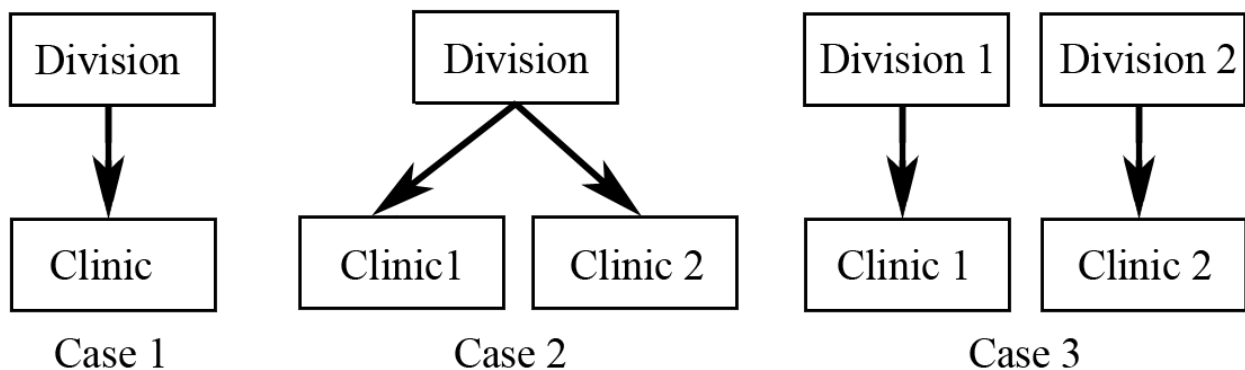 Division
Division
Division 1
Division 2
Clinic
Clinic1
Clinic 2
Clinic 1
Clinic 2
Case 1
Case 2
Case 3